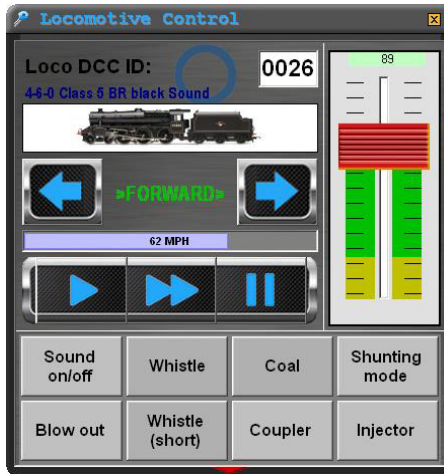 Locomotive Control
Loco DCC ID:
0026
4-6-0 Class 5 BR black Sound
89
»FORWARD»
62 MPH
Sound
on/off
Whistle
Coal
Shunting
mode
Blow out
Whistle
(short)
Coupler
Injector